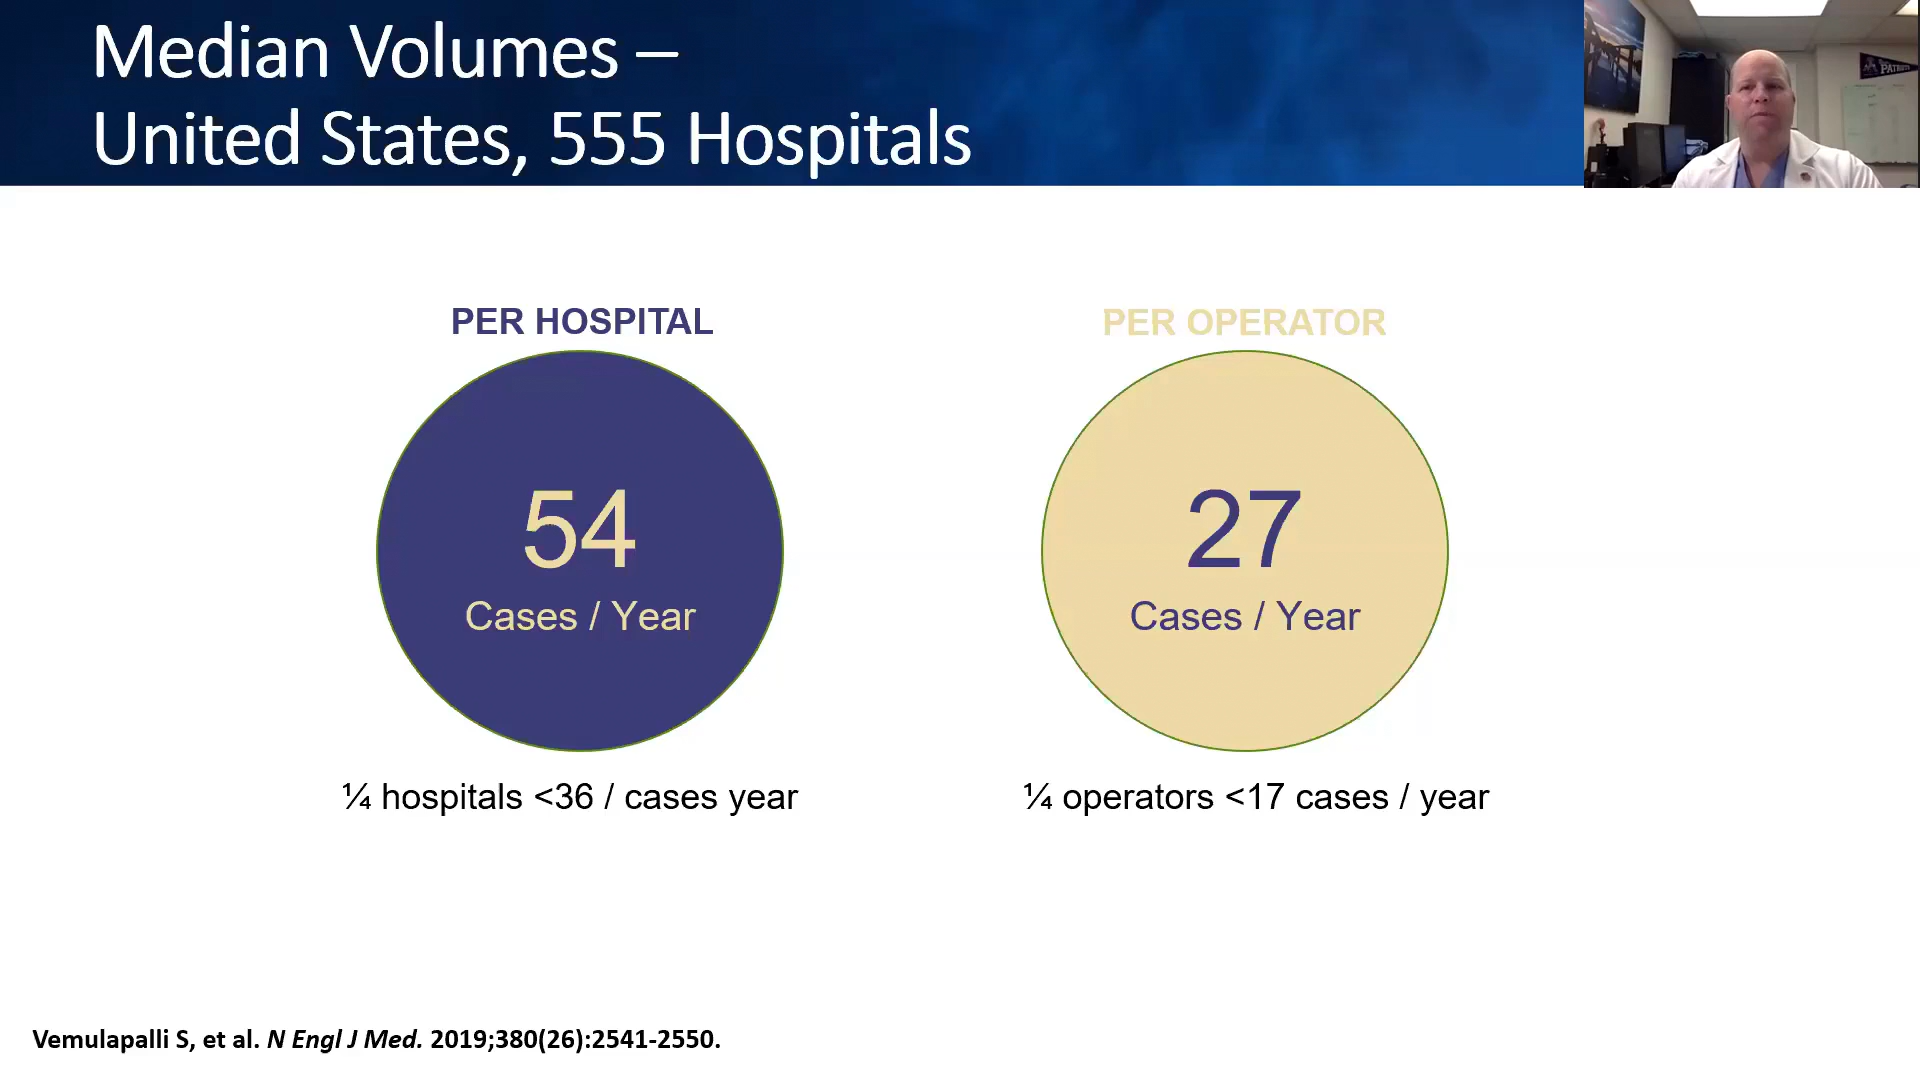 Median Volumes –
United States, 555 Hospitals
PATRIOTS
PER HOSPITAL
PER OPERATOR
54
Cases / Year
27
Cases / Year
¼ hospitals <36 / cases year
¼ operators <17 cases / year
Vemulapalli S, et al. N Engl J Med. 2019;380(26):2541-2550.